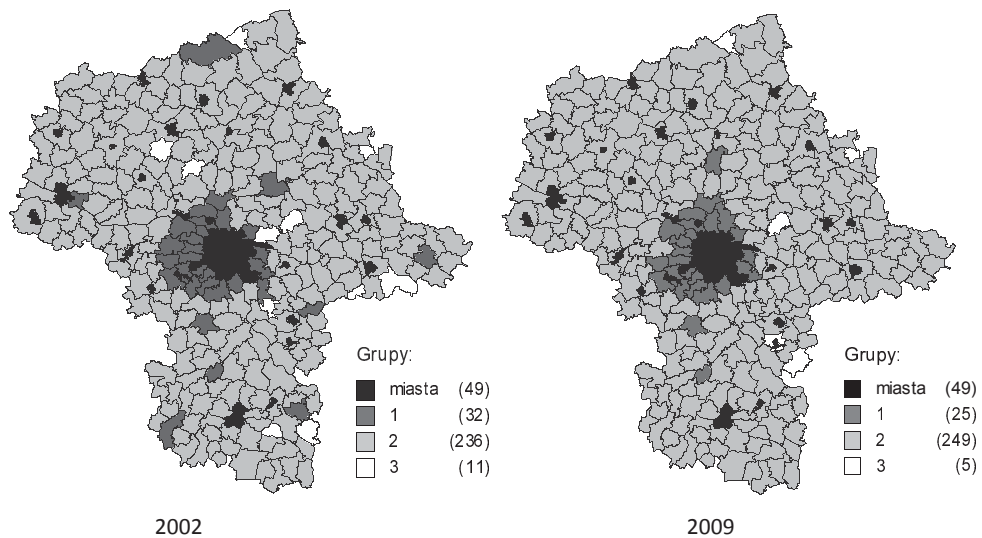 Grupy:
miasta (49)
1 (32)
2 (236)
3 (11)
2002
Grupy:
miasta (49)
1 (25)
2 (249)
3 (5)
2009